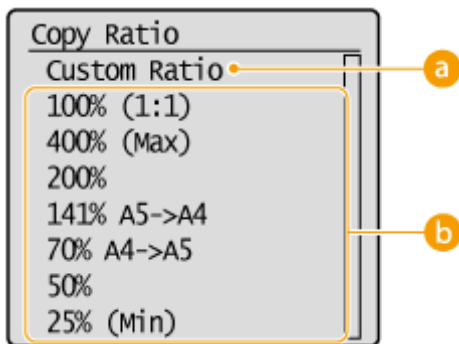 Copy Ratio
Custom Ratio
a
100% (1:1)
400% (Max)
200%
141% A5->A4
70% A4->A5
b
50%
25% (Min)